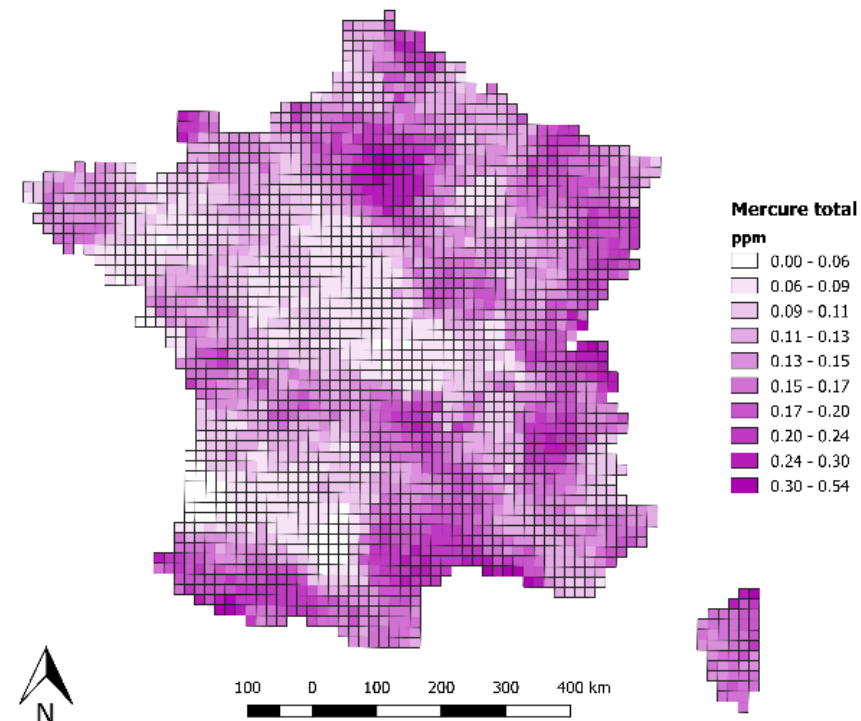 Mercure total
ppm
0.00 - 0.06
0.06 - 0.09
0.09 - 0.11
0.11 - 0.13
0.13 - 0.15
0.15 - 0.17
0.17 - 0.20
0.20 - 0.24
0.24 - 0.30
0.30 - 0.54
N
100 0 100 200 300 400 km